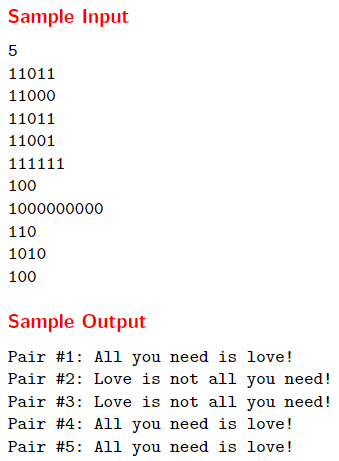 Sample Input
5
11011
11000
11011
11001
111111
100
1000000000
110
1010
100
Sample Output
Pair #1: All you need is love!
Pair #2: Love is not all you need!
Pair #3: Love is not all you need!
Pair #4: All you need is love!
Pair #5: All you need is love!